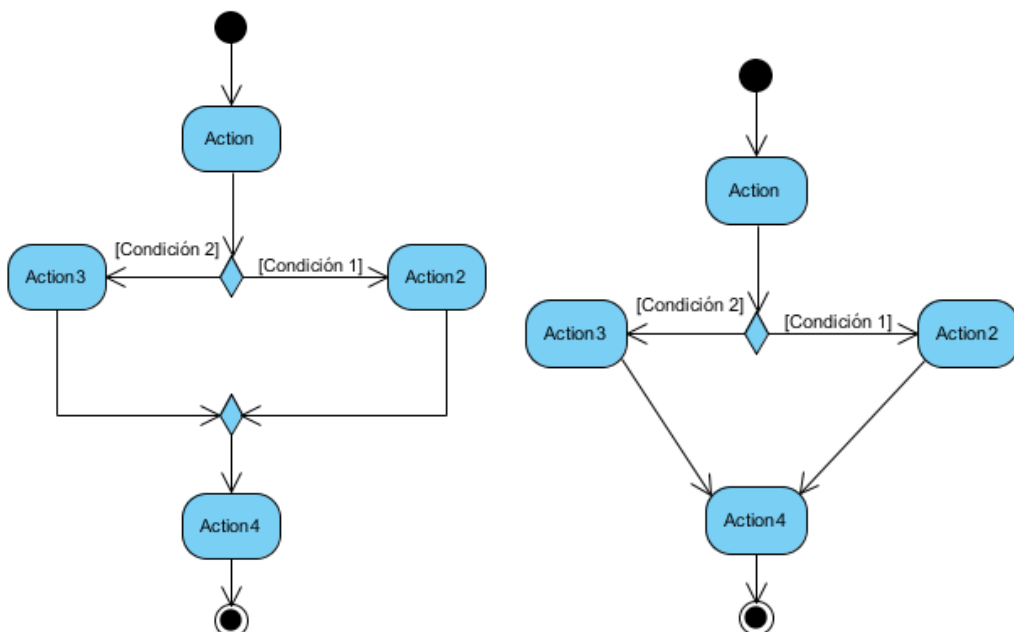 Action
[Condición 2]
Action3
[Condición 1]
Action2
Action4
Action
[Condición 2]
Action3
[Condición 1]
Action2
Action4